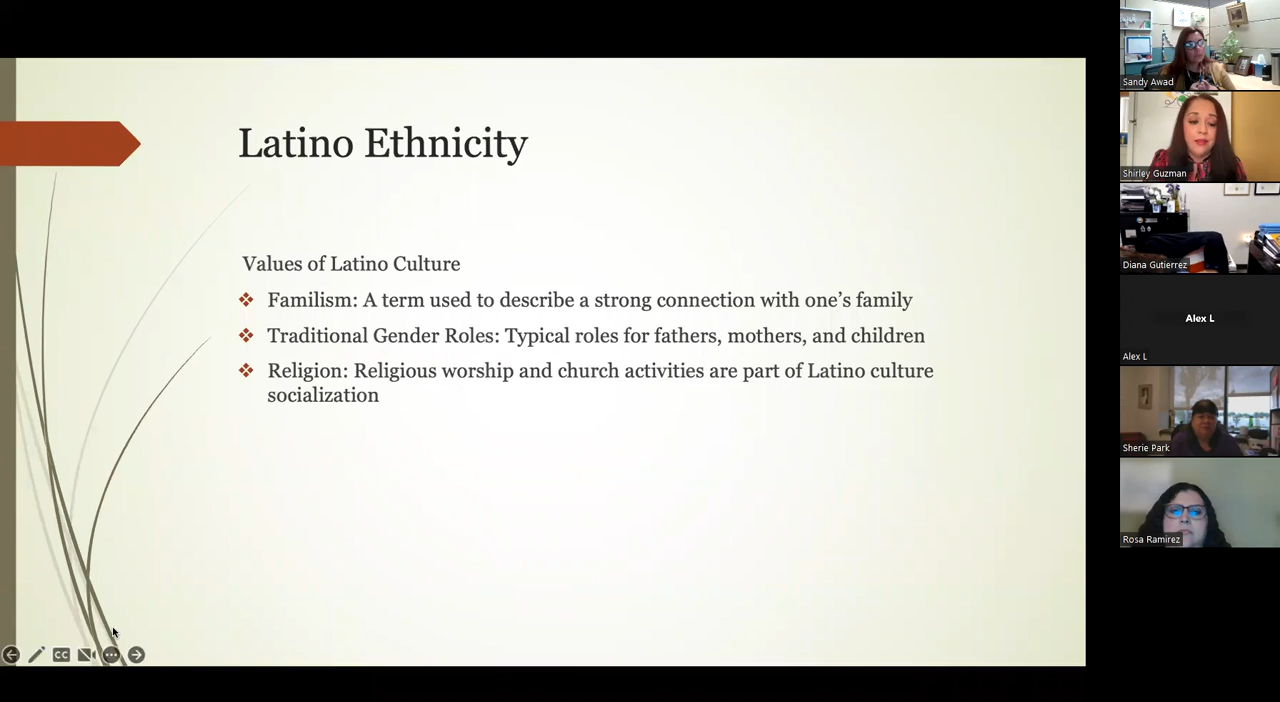 Latino Ethnicity
Values of Latino Culture
Familism: A term used to describe a strong connection with one’s family
Traditional Gender Roles: Typical roles for fathers, mothers, and children
Religion: Religious worship and church activities are part of Latino culture
socialization
CC
Sandy Awad
Shirley Guzman
Diana Gutierrez
Alex L
Alex L
Sherie Park
Rosa Ramirez